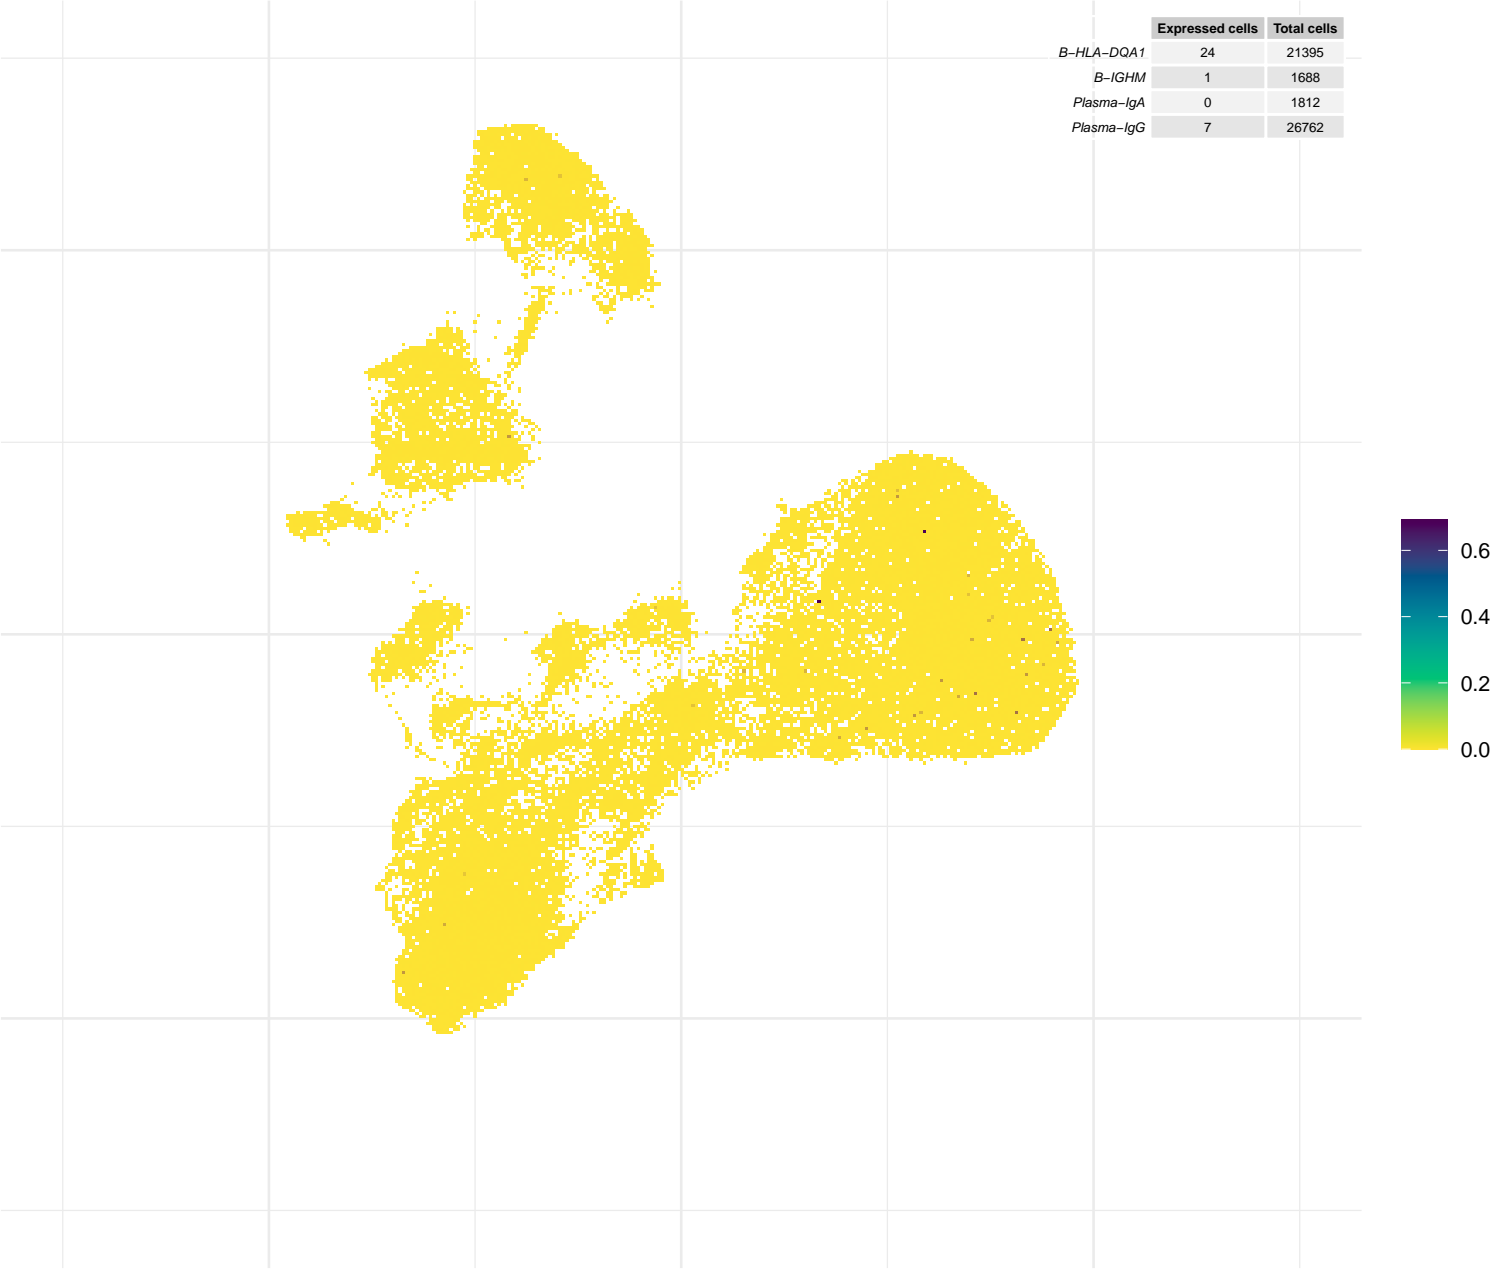 Expressed cells Total cells
B−HLA−DQA1 24 21395
B−IGHM 1 1688
Plasma−IgA 0 1812
Plasma−IgG 7 26762
0.6
0.4
0.2
0.0